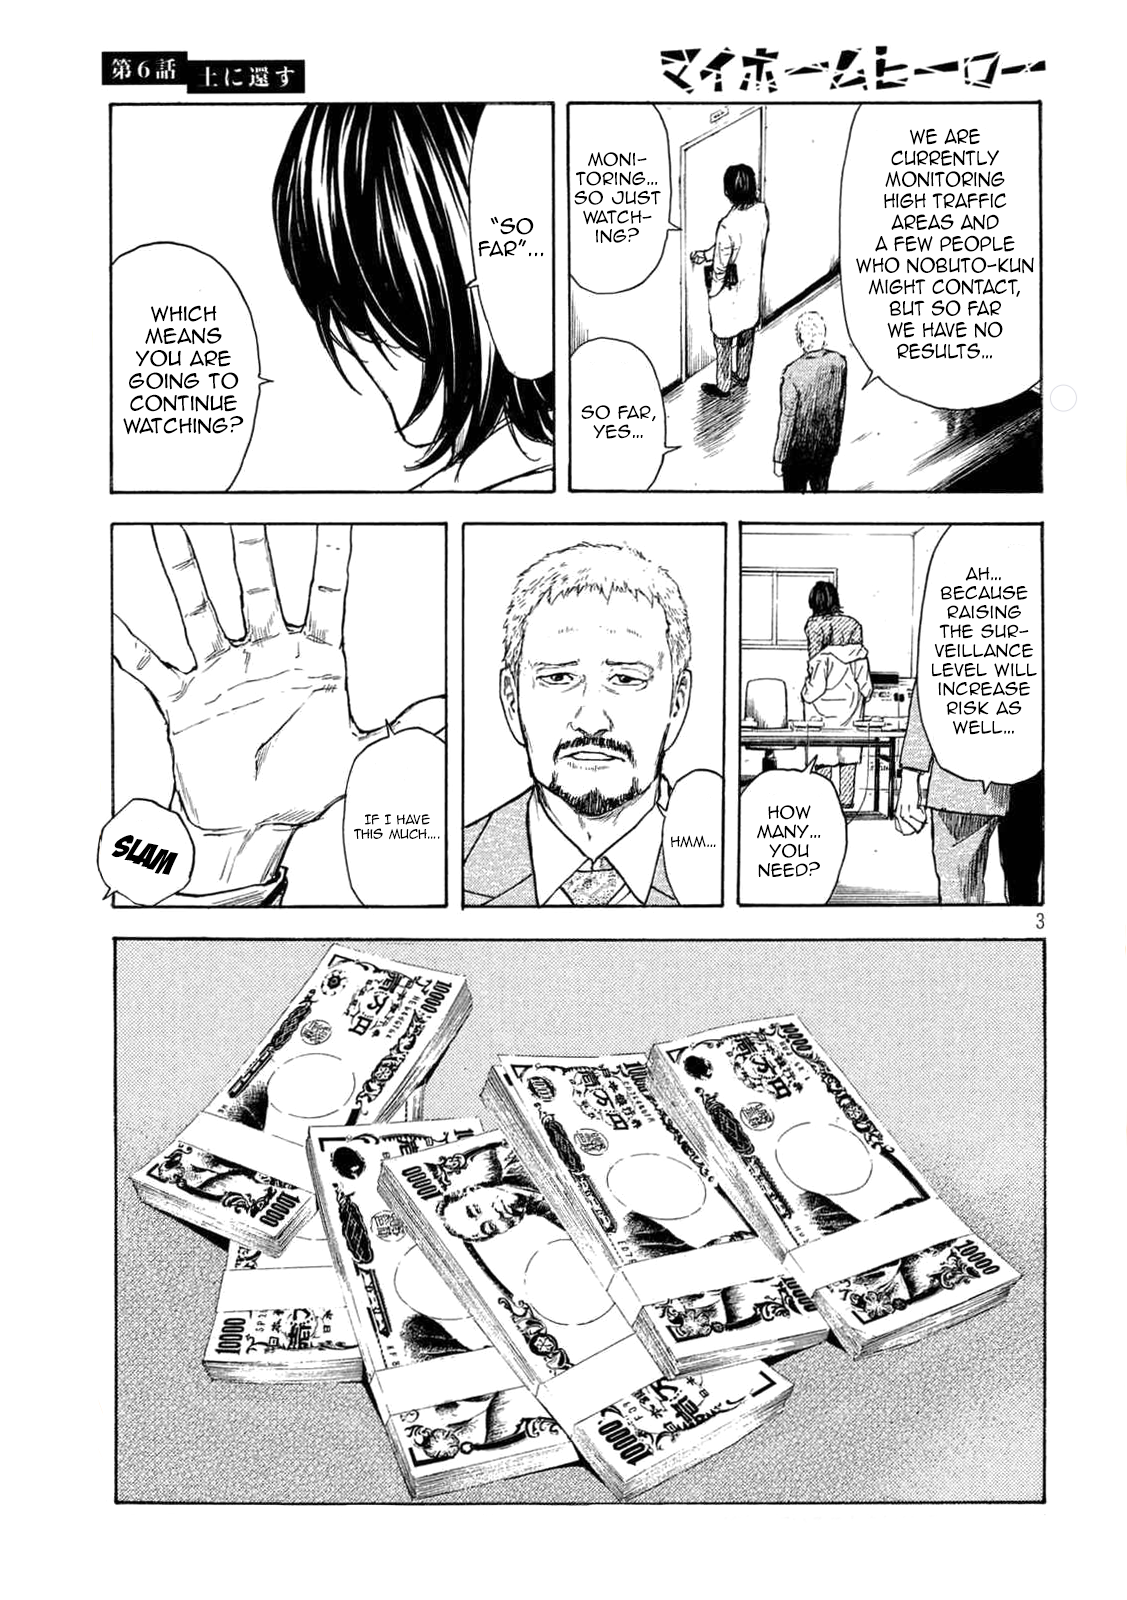 第6話
土に還す
マイホームヒーロー
WE ARE
CURRENTLY
MONITORING
HIGH TRAFFIC
AREAS AND
A FEW PEOPLE
WHO NOBUTO-KUN
MIGHT CONTACT,
BUT SO FAR
WE HAVE NO
RESULTS...
MONI-
TORING...
SO JUST
WATCH-
ING?
SO FAR,
YES...
"SO
FAR"...
WHICH
MEANS
YOU ARE
GOING TO
CONTINUE
WATCHING?
AH...
BECAUSE
RAISING
THE SUR-
VEILLANCE
LEVEL WILL
INCREASE
RISK AS
WELL...
HOW
MANY...
YOU
NEED?
HMM...
IF I HAVE
THIS MUCH....
SLAM
3
10000
10000
10000
10000
10000
10000
10000
10000